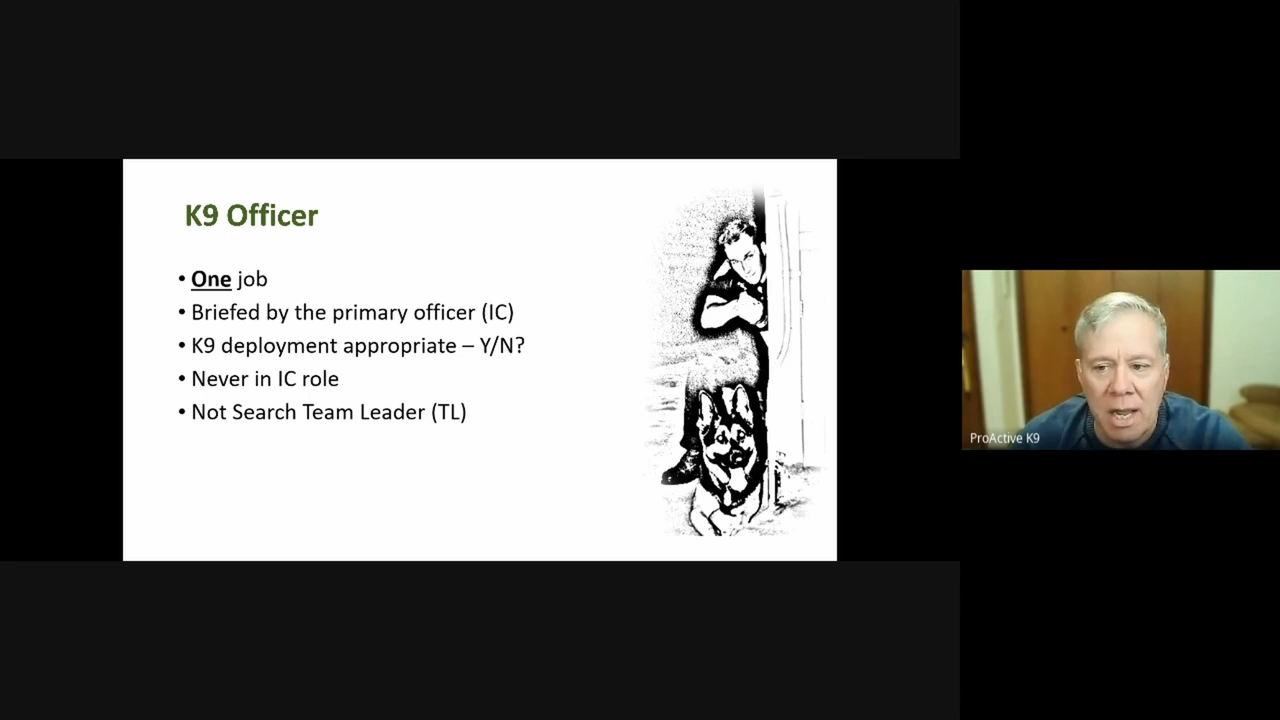 K9 Officer
• One job
• Briefed by the primary officer (IC)
• K9 deployment appropriate – Y/N?
• Never in IC role
• Not Search Team Leader (TL)
ProActive K9